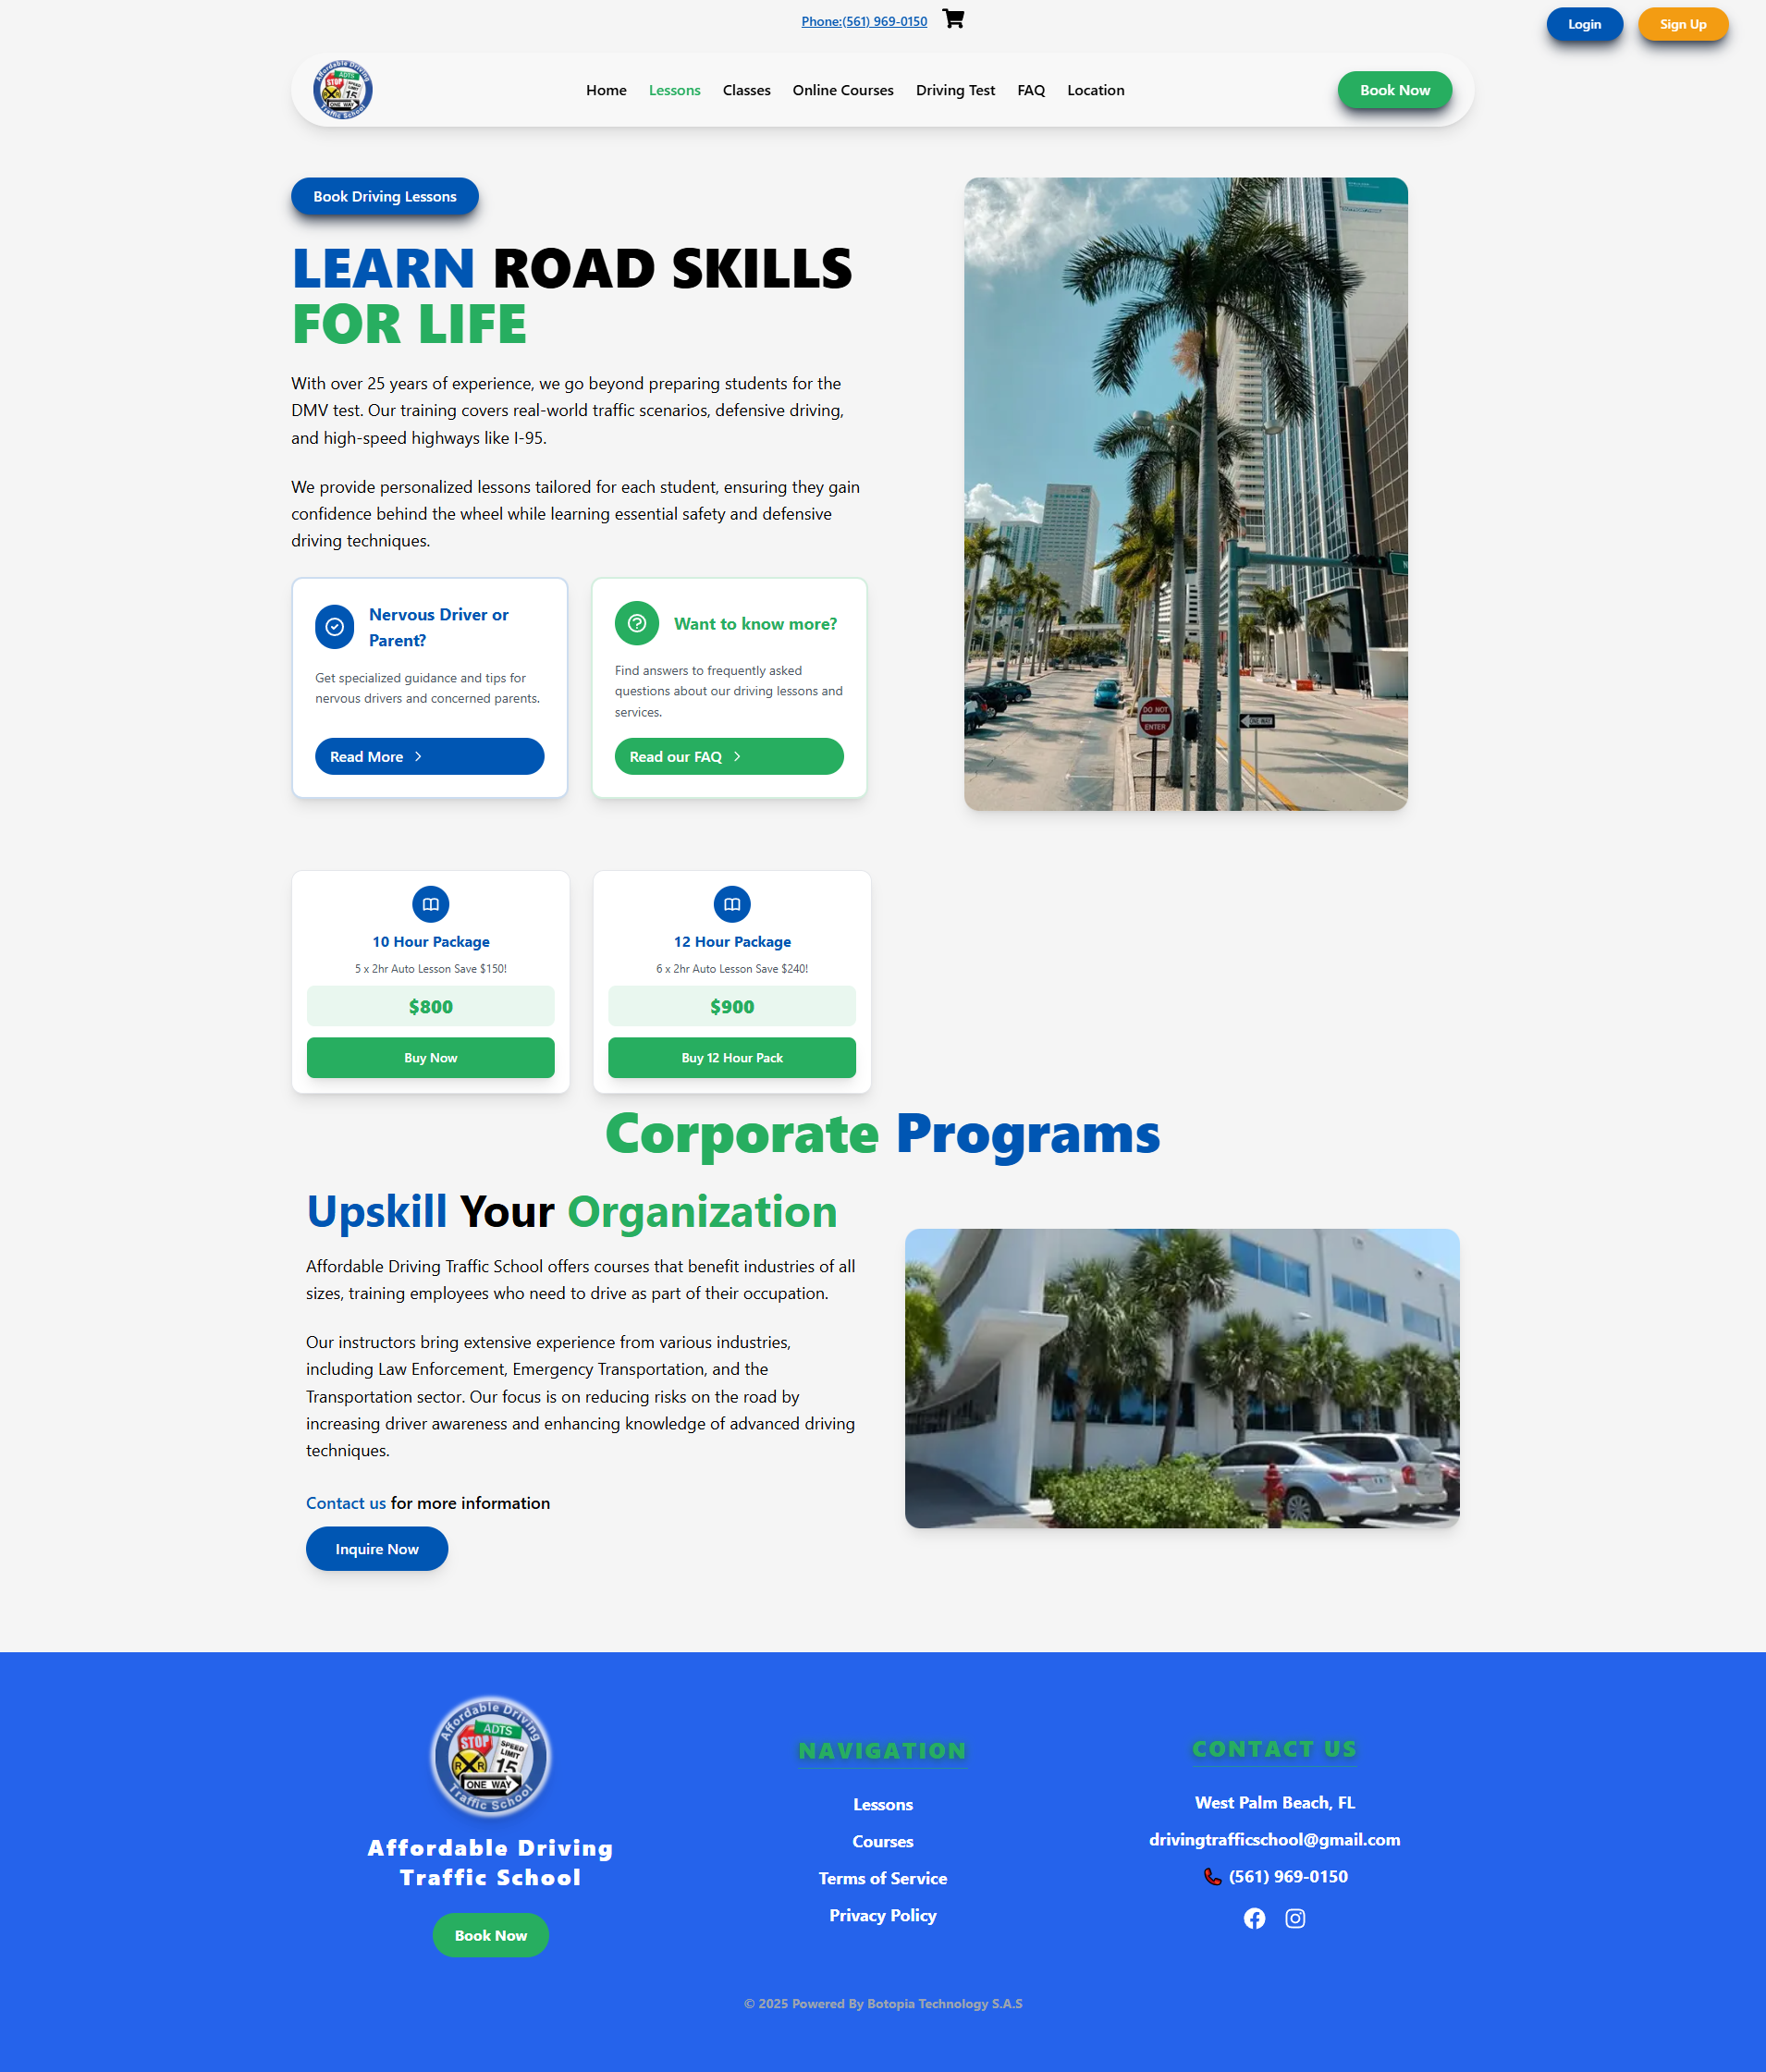 Phone:(561) 969-0150
Login
Sign Up
Affordable Driving
ADTS
STOP
SPEED
LIMIT
15
ONE WAY
Traffic School
Home
Lessons
Classes
Online Courses
Driving Test
FAQ
Location
Book Now
Book Driving Lessons
LEARN ROAD SKILLS
FOR LIFE
With over 25 years of experience, we go beyond preparing students for the
DMV test. Our training covers real-world traffic scenarios, defensive driving,
and high-speed highways like I-95.
We provide personalized lessons tailored for each student, ensuring they gain
confidence behind the wheel while learning essential safety and defensive
driving techniques.
Nervous Driver or
Parent?
Get specialized guidance and tips for
nervous drivers and concerned parents.
Read More
Want to know more?
Find answers to frequently asked
questions about our driving lessons and
services.
Read our FAQ
DO NOT
ENTER
ONE WAY
10 Hour Package
5 x 2hr Auto Lesson Save $150!
$800
Buy Now
12 Hour Package
6 x 2hr Auto Lesson Save $240!
$900
Buy 12 Hour Pack
Corporate Programs
Upskill Your Organization
Affordable Driving Traffic School offers courses that benefit industries of all
sizes, training employees who need to drive as part of their occupation.
Our instructors bring extensive experience from various industries,
including Law Enforcement, Emergency Transportation, and the
Transportation sector. Our focus is on reducing risks on the road by
increasing driver awareness and enhancing knowledge of advanced driving
techniques.
Contact us for more information
Inquire Now
Affordable Driving
ADTS
STOP
SPEED
LIMIT
15
R R
ONE WAY
Traffic School
Affordable Driving
Traffic School
Book Now
NAVIGATION
Lessons
Courses
Terms of Service
Privacy Policy
CONTACT US
West Palm Beach, FL
drivingtrafficschool@gmail.com
(561) 969-0150
© 2025 Powered By Botopia Technology S.A.S